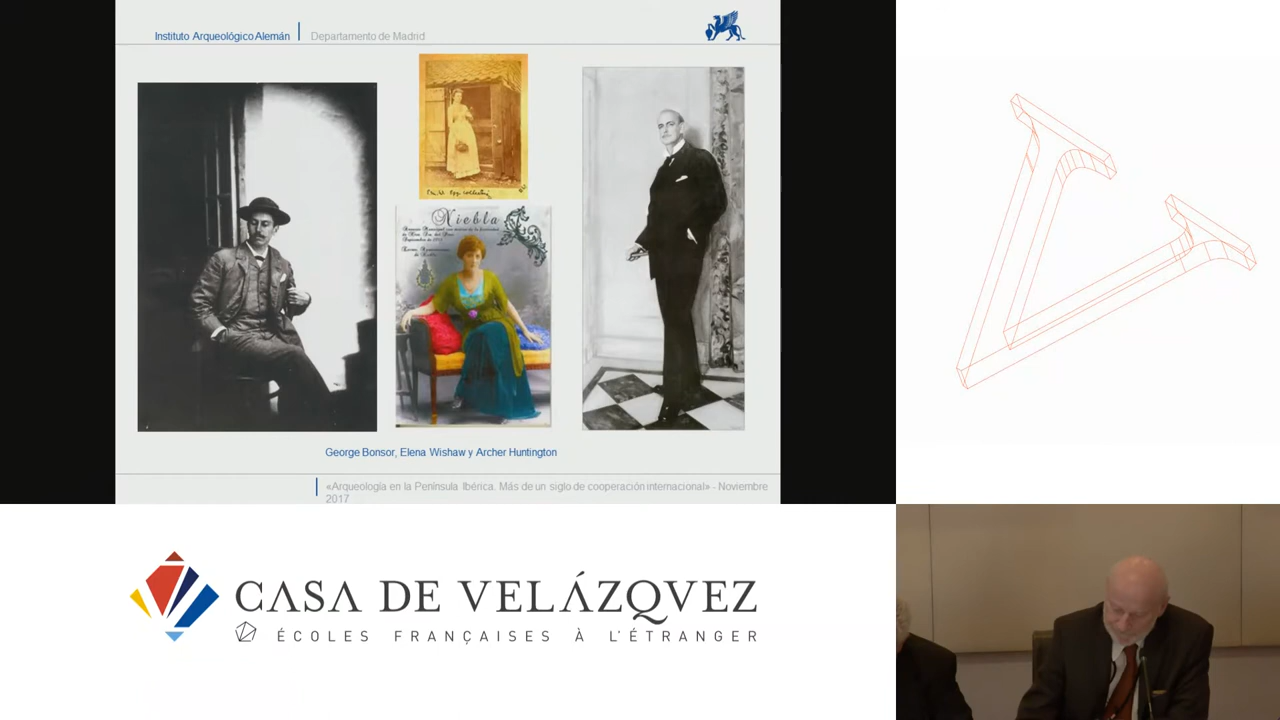 Instituto Arqueológico Alemán
Departamento de Madrid
Niebla
George Bonsor, Elena Wishaw y Archer Huntington
«Arqueología en la Península Ibérica. Más de un siglo de cooperación internacional» - Noviembre
2017
CASA DE VELÁZQVEZ
ÉCOLES FRANÇAISES À L'ÉTRANGER